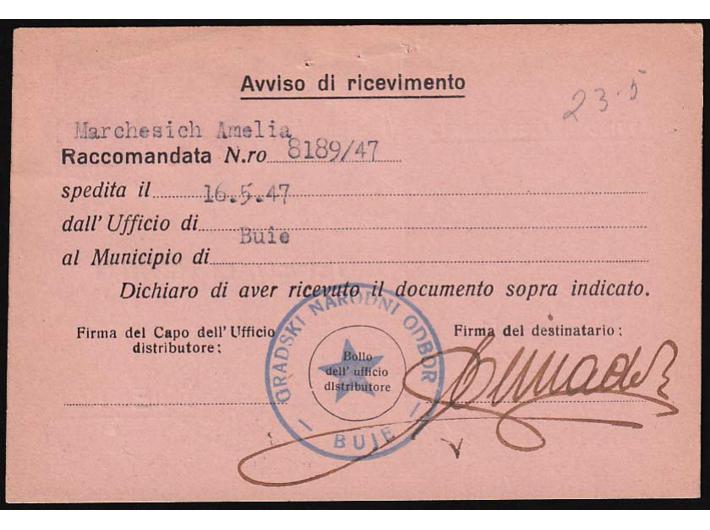 Avviso di ricevimento
23.5
Marchesich Amelia
Raccomandata N.ro 8189/47
spedita il 16.5.47
dall' Ufficio di
Buie
al Municipio di
Dichiaro di aver ricevuto il documento sopra indicato.
Firma del Capo dell' Ufficio
distributore:
Firma del destinatario:
GRADSKI NARODNI ODBOR
BUJE
Bollo
dell' ufficio
distributore